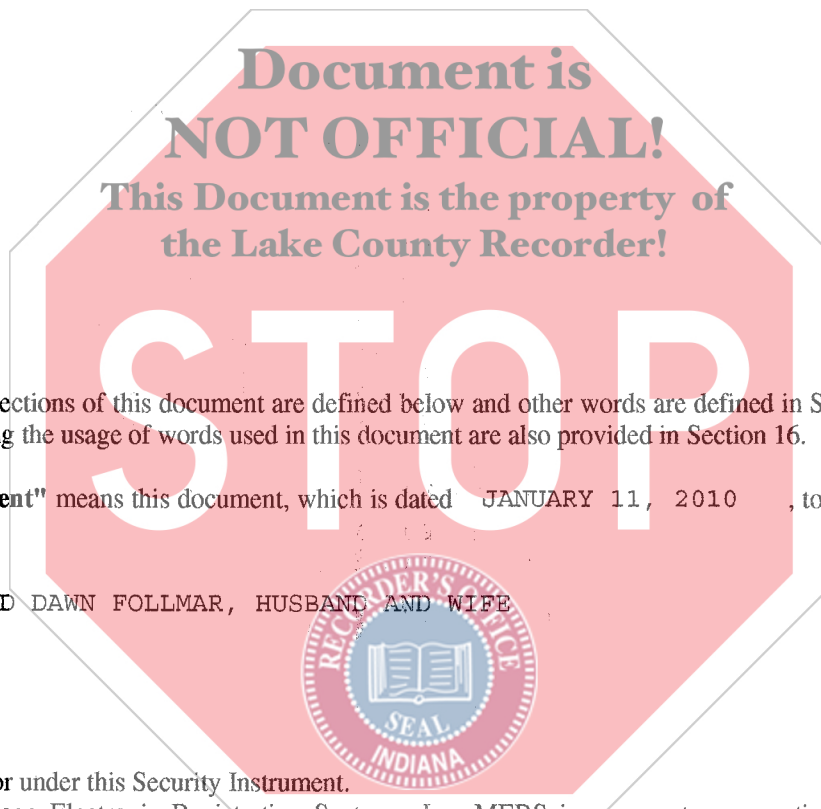 Document is
NOT OFFICIAL!
This Document is the property of
the Lake County Recorder!
STOP
ections of this document are defined below and other words are defined in S
g the usage of words used in this document are also provided in Section 16.
ent" means this document, which is dated JANUARY 11, 2010 , to
D DAWN FOLLMAR, HUSBAND AND WIFE
RECORDER'S OFFICE
SEAL
INDIANA
or under this Security Instrument.